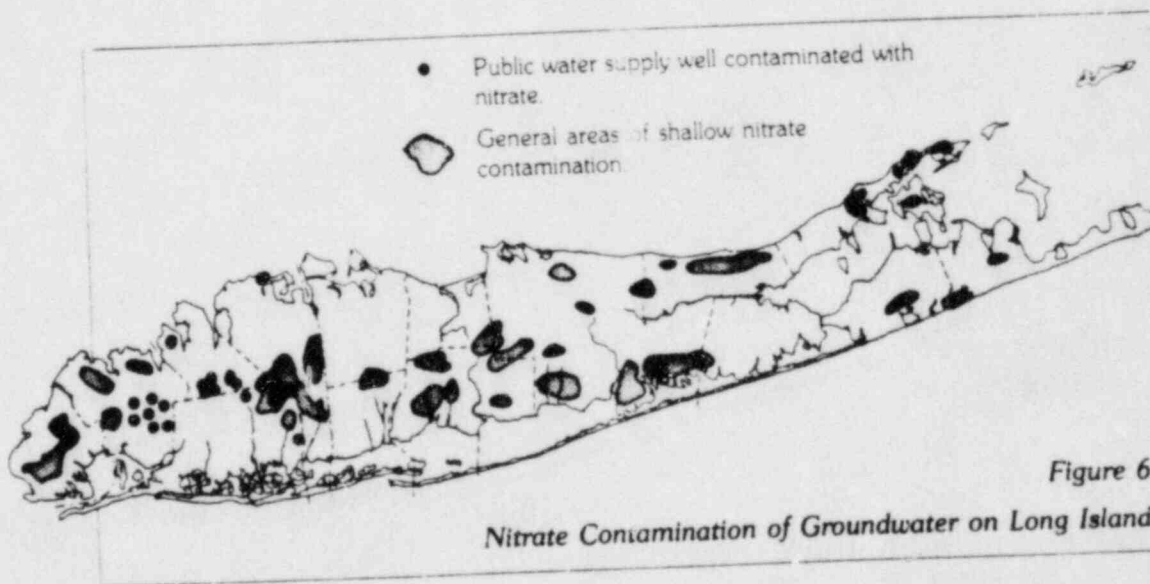 Public water supply well contaminated with
nitrate.
General areas of shallow nitrate
contamination.
Figure 6
Nitrate Contamination of Groundwater on Long Island